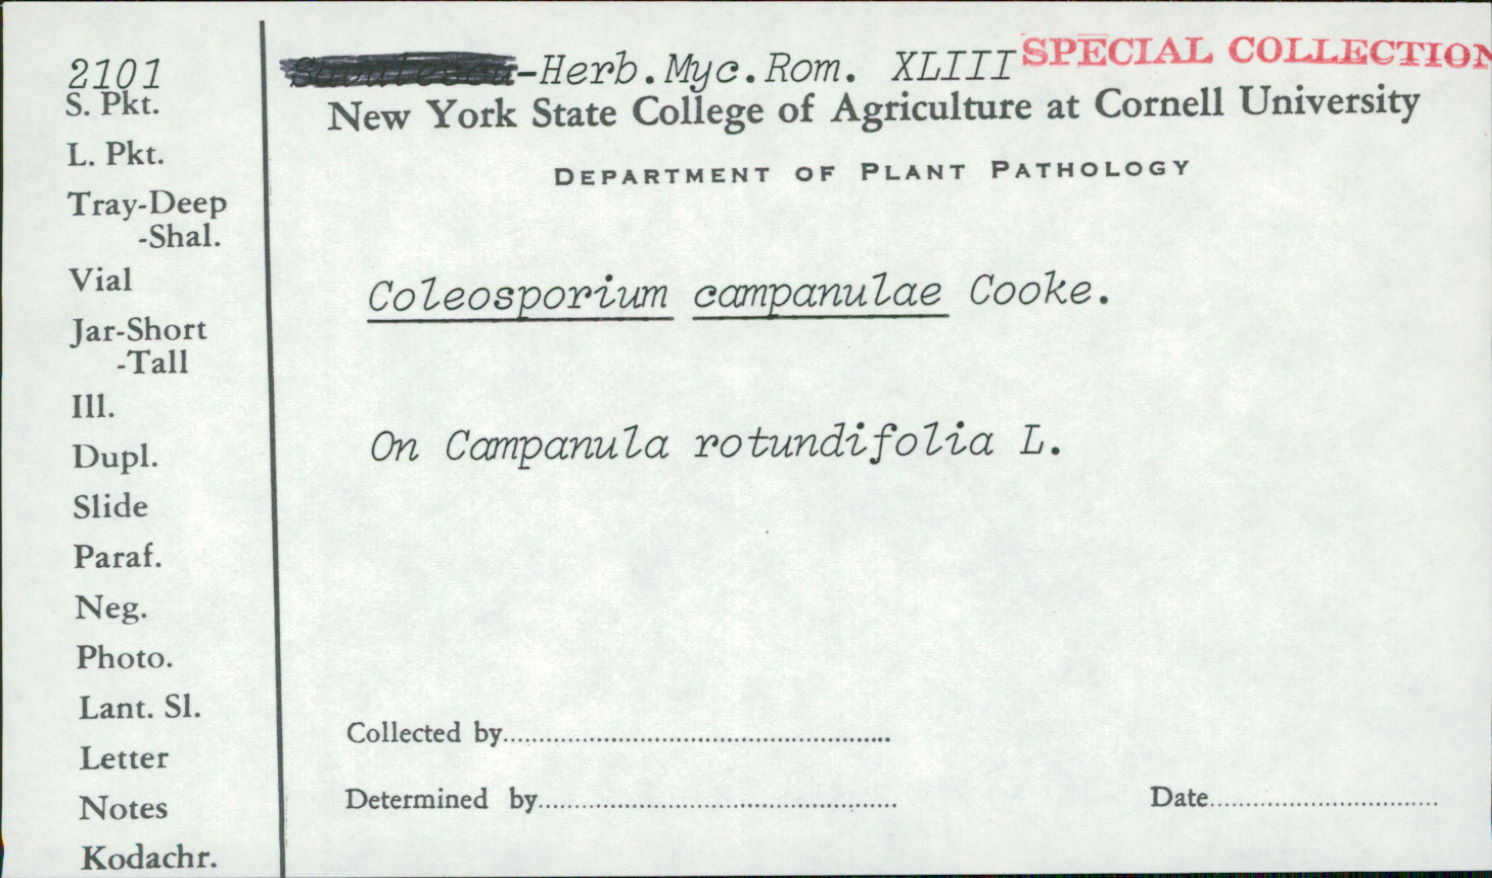 2101
S. Pkt.
L. Pkt.
Tray-Deep
-Shal.
Vial
Jar-Short
-Tall
Ill.
Dupl.
Slide
Paraf.
Neg.
Photo.
Lant. Sl.
Letter
Notes
Kodachr.
-Herb.Myc.Rom. XLIII SPECIAL COLLECTION
New York State College of Agriculture at Cornell University
DEPARTMENT OF PLANT PATHOLOGY
Coleosporium campanulae Cooke.
On Campanula rotundifolia L.
Collected by
Determined by
Date